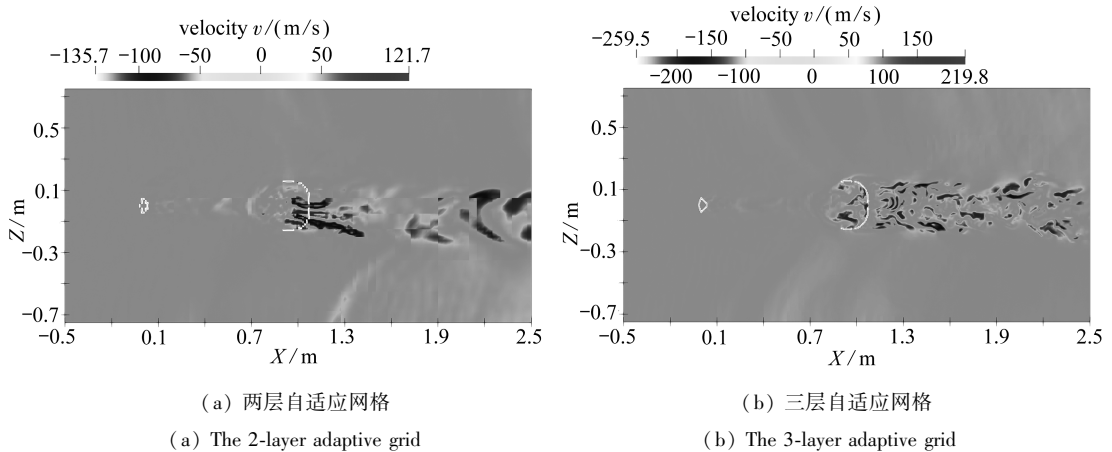 velocity v/(m/s)
−135.7 −100 −50 0 50 121.7
0.5
0.1
−0.3
−0.7
Z/m
−0.5 0.1 0.7 1.3 1.9 2.5
X/m
(a) 两层自适应网格
(a) The 2-layer adaptive grid
velocity v/(m/s)
−259.5 −150 −50 50 150
−200 −100 0 100 219.8
0.5
0.1
−0.3
−0.7
Z/m
−0.5 0.1 0.7 1.3 1.9 2.5
X/m
(b) 三层自适应网格
(b) The 3-layer adaptive grid